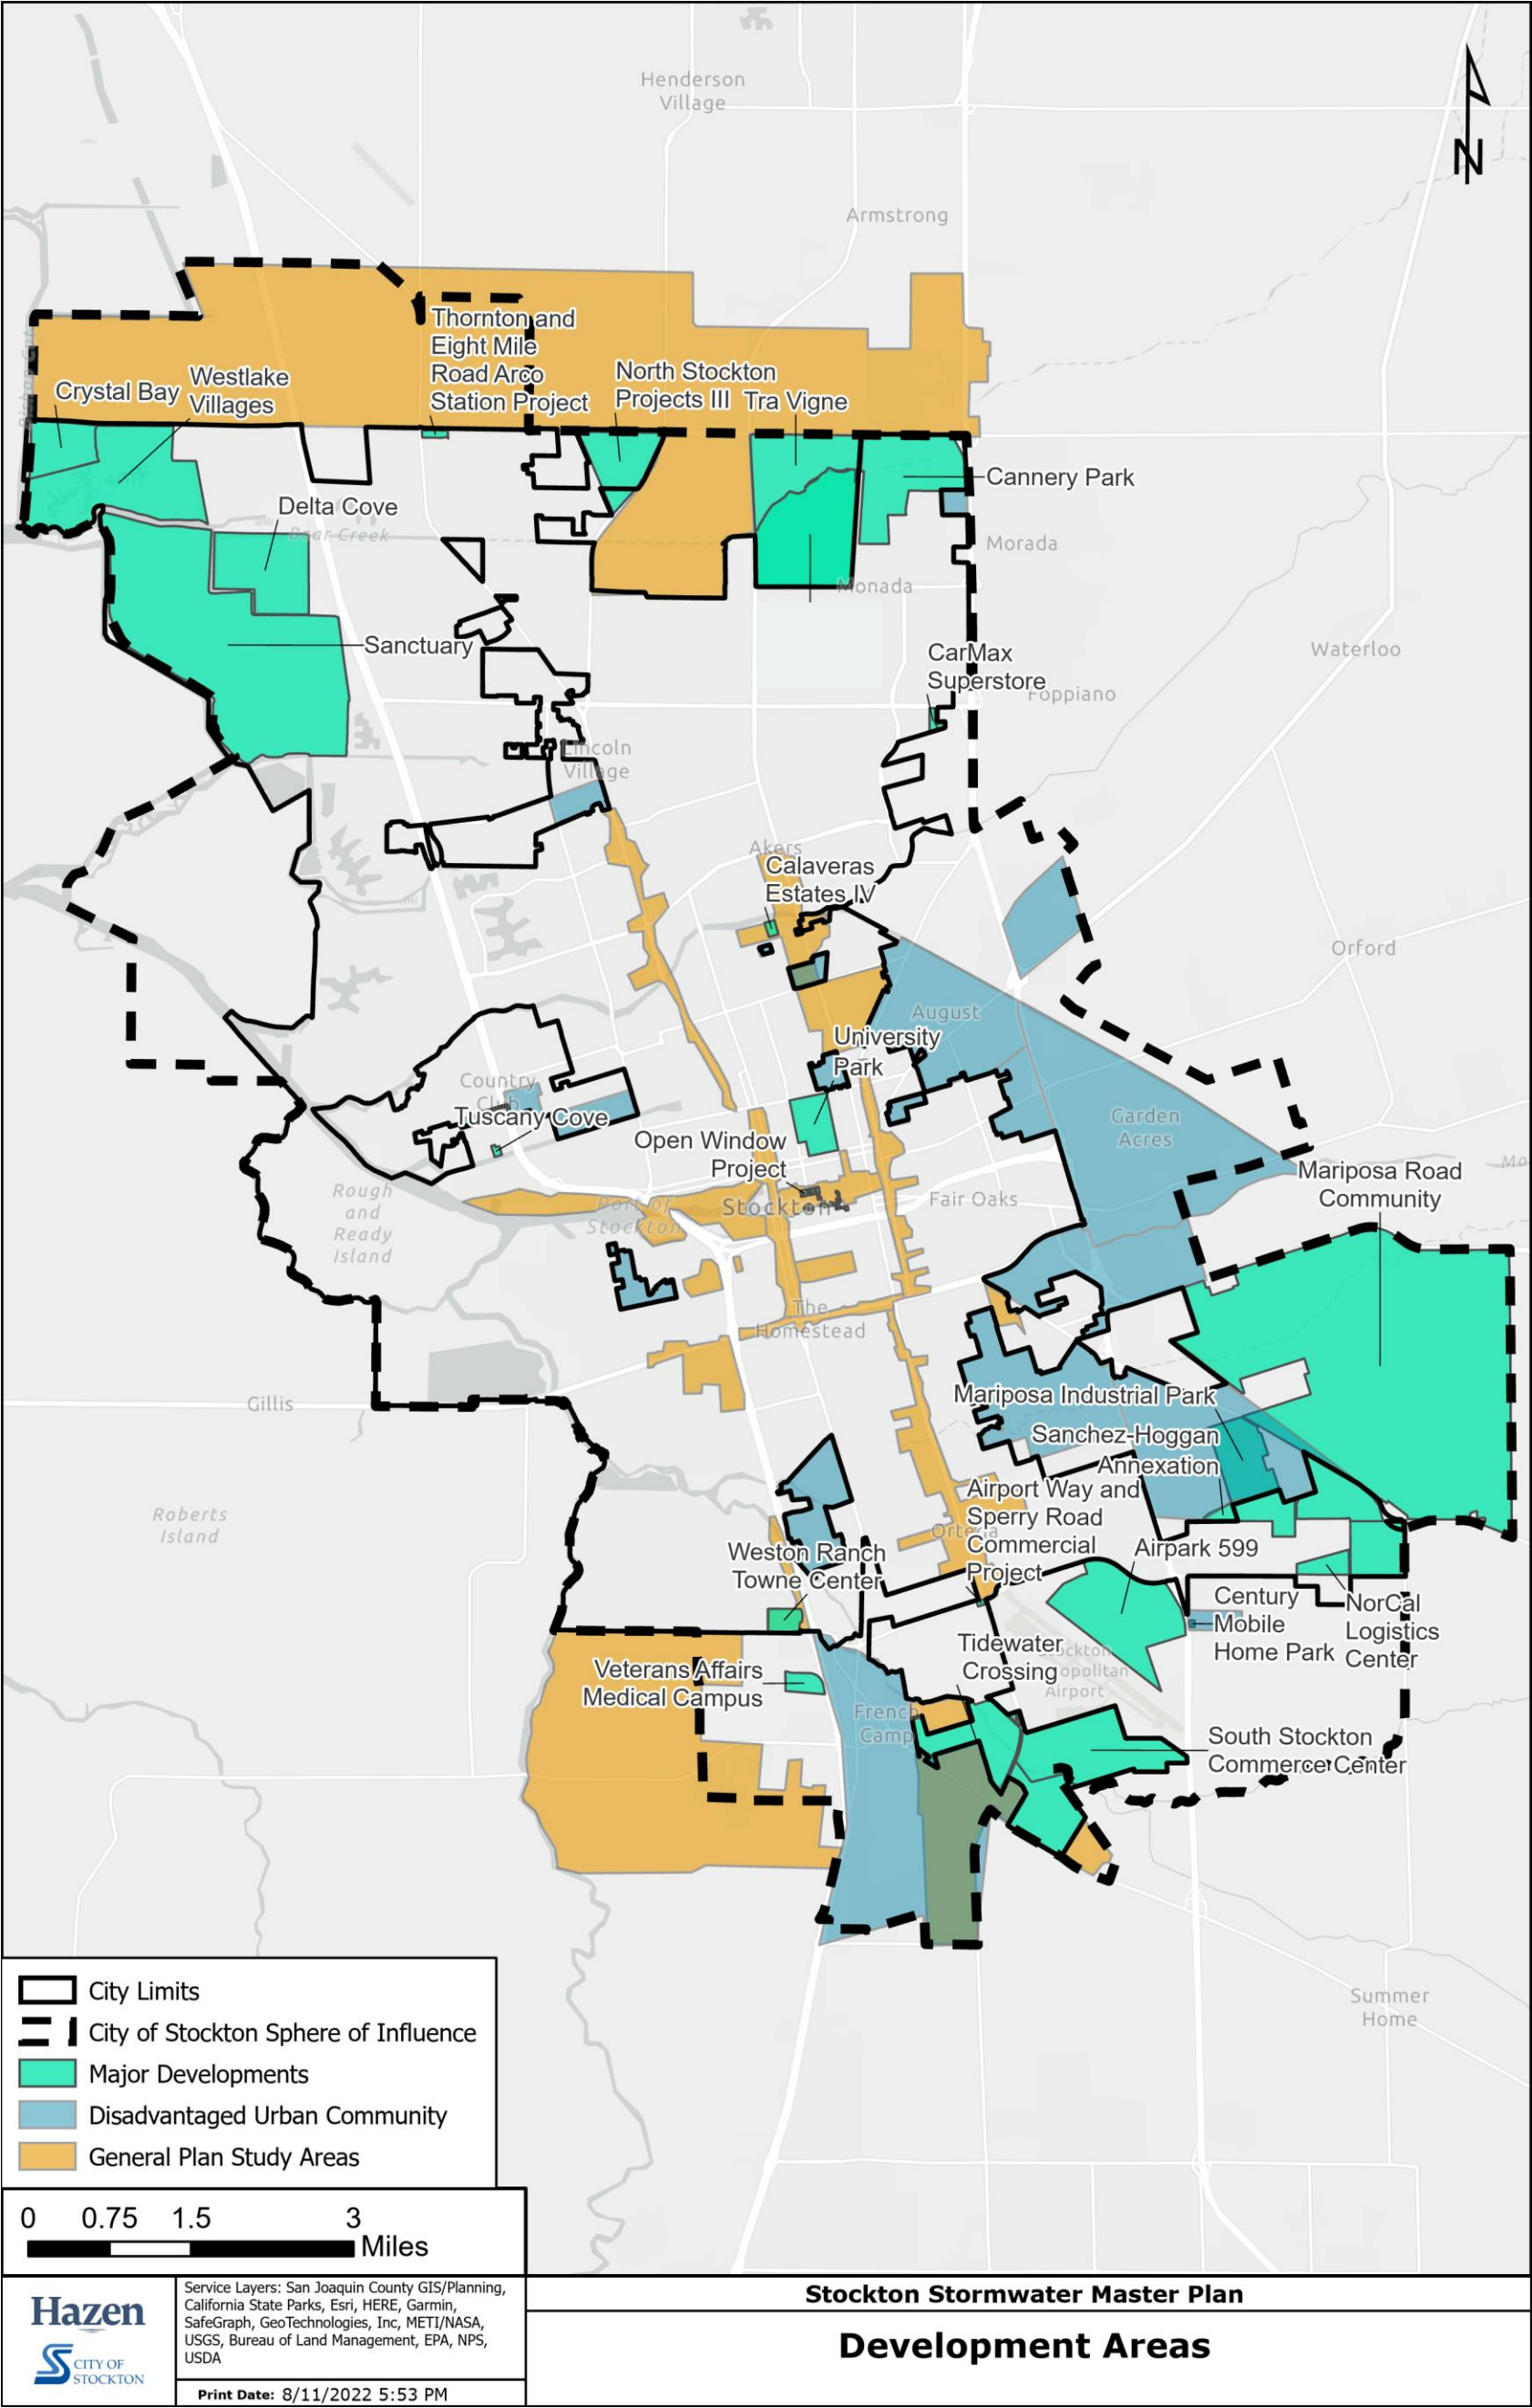 Henderson
Village
N
Armstrong
Thornton and
Eight Mile
Road Arco
Station Project
Westlake
Villages
Crystal Bay
North Stockton
Projects III
Tra Vigne
Cannery Park
Delta Cove
Bear Creek
Morada
Monada
Sanctuary
Waterloo
CarMax
Superstore
Foppiano
Lincoln
Village
Akers
Calaveras
Estates IV
Orford
August
University
Park
Country
Club
Tuscany Cove
Garden
Acres
Open Window
Project
Mariposa Road
Community
Rough
and
Ready
Island
Port of
Stockton
Stockton
Fair Oaks
The
Homestead
Gillis
Mariposa Industrial Park
Sanchez-Hoggan
Annexation
Airport Way and
Sperry Road
Commercial
Project
Roberts
Island
Ortega
Airpark 599
Weston Ranch
Towne Center
Century
Mobile
Home Park
NorCal
Logistics
Center
Tidewater
Crossing
Stockton
opolitan
Airport
Veterans Affairs
Medical Campus
French
Camp
South Stockton
Commerce Center
Summer
Home
City Limits
City of Stockton Sphere of Influence
Major Developments
Disadvantaged Urban Community
General Plan Study Areas
0 0.75 1.5 3
Miles
Hazen
CITY OF
STOCKTON
Service Layers: San Joaquin County GIS/Planning,
California State Parks, Esri, HERE, Garmin,
SafeGraph, GeoTechnologies, Inc, METI/NASA,
USGS, Bureau of Land Management, EPA, NPS,
USDA
Print Date: 8/11/2022 5:53 PM
Stockton Stormwater Master Plan
Development Areas